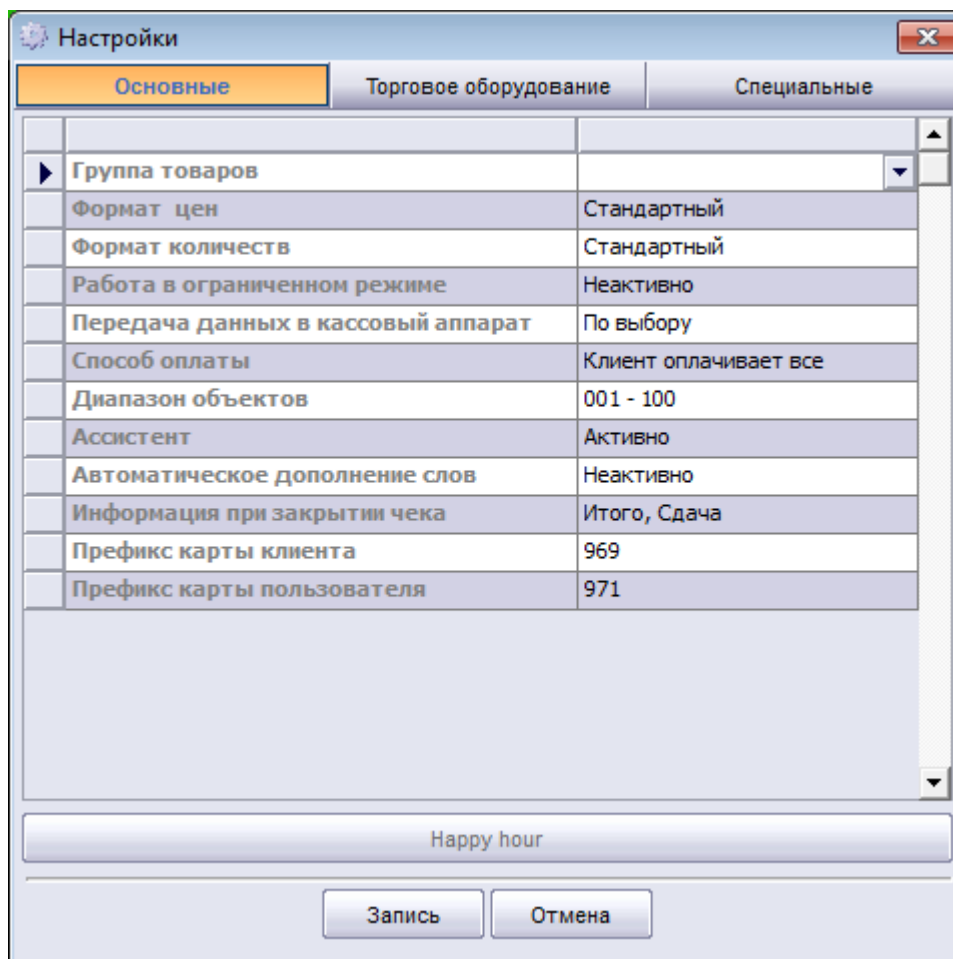 Настройки
Основные Торговое оборудование Специальные
Группа товаров
Формат цен Стандартный
Формат количеств Стандартный
Работа в ограниченном режиме Неактивно
Передача данных в кассовый аппарат По выбору
Способ оплаты Клиент оплачивает все
Диапазон объектов 001 - 100
Ассистент Активно
Автоматическое дополнение слов Неактивно
Информация при закрытии чека Итого, Сдача
Префикс карты клиента 969
Префикс карты пользователя 971
Happy hour
Запись Отмена